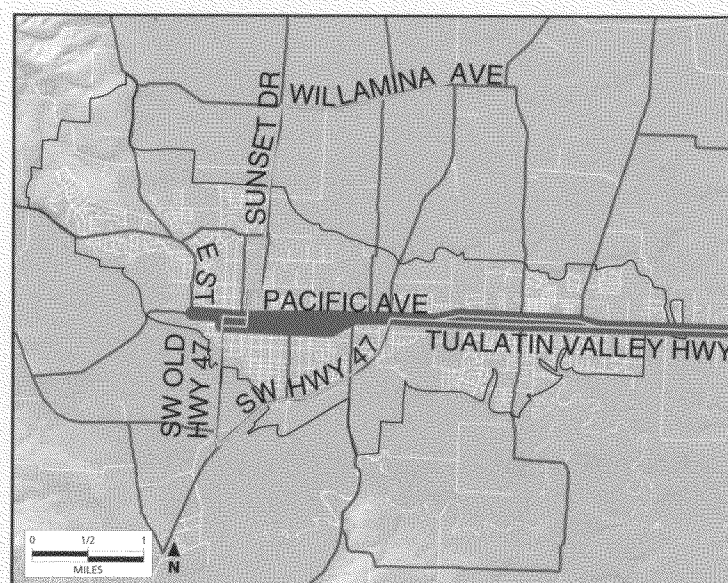 WILLAMINA AVE
SUNSET DR
E ST
PACIFIC AVE
TUALATIN VALLEY HWY
SW OLD
HWY 47
SW HWY 47
0 1/2 1
MILES
N